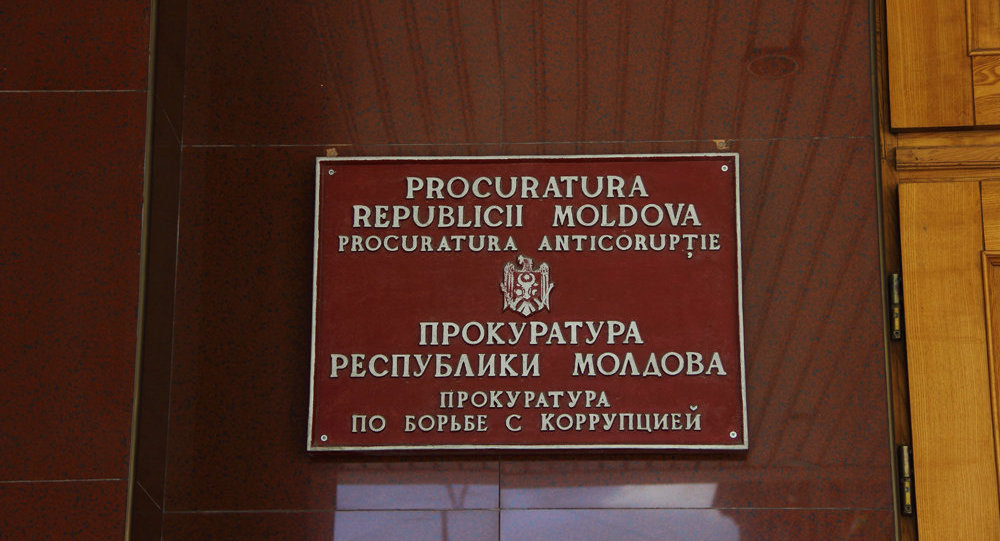 PROCURATURA
REPUBLICII MOLDOVA
PROCURATURA ANTICORUPȚIE
ПРОКУРАТУРА
РЕСПУБЛИКИ МОЛДОВА
ПРОКУРАТУРА
ПО БОРЬБЕ С КОРРУПЦИЕЙ